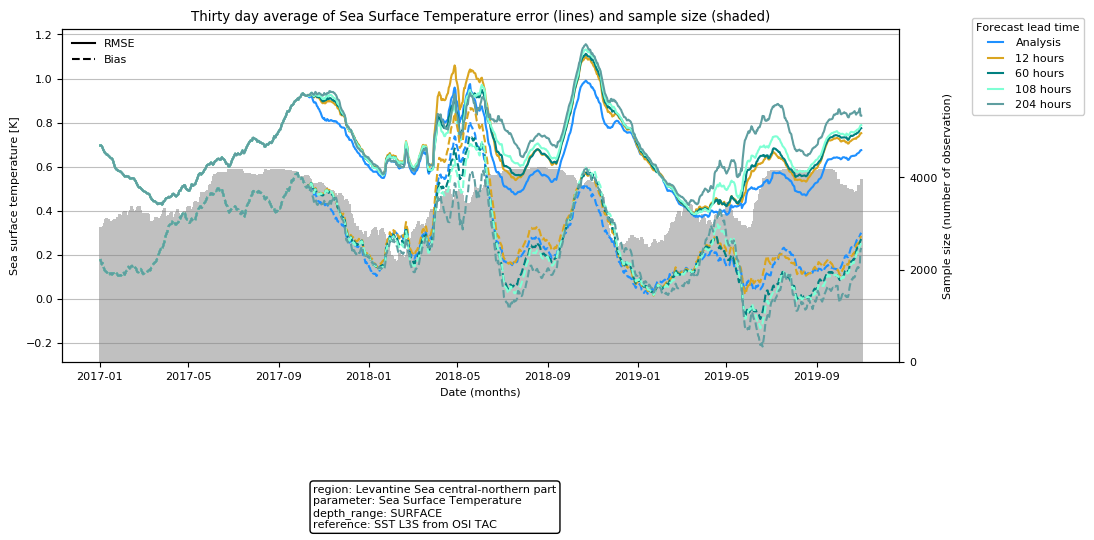 Thirty day average of Sea Surface Temperature error (lines) and sample size (shaded)
Forecast lead time
Analysis
12 hours
60 hours
108 hours
204 hours
RMSE
Bias
Sea surface temperature [K]
1.2
1.0
0.8
0.6
0.4
0.2
0.0
−0.2
Sample size (number of observation)
4000
2000
0
2017-01 2017-05 2017-09 2018-01 2018-05 2018-09 2019-01 2019-05 2019-09
Date (months)
region: Levantine Sea central-northern part
parameter: Sea Surface Temperature
depth_range: SURFACE
reference: SST L3S from OSI TAC